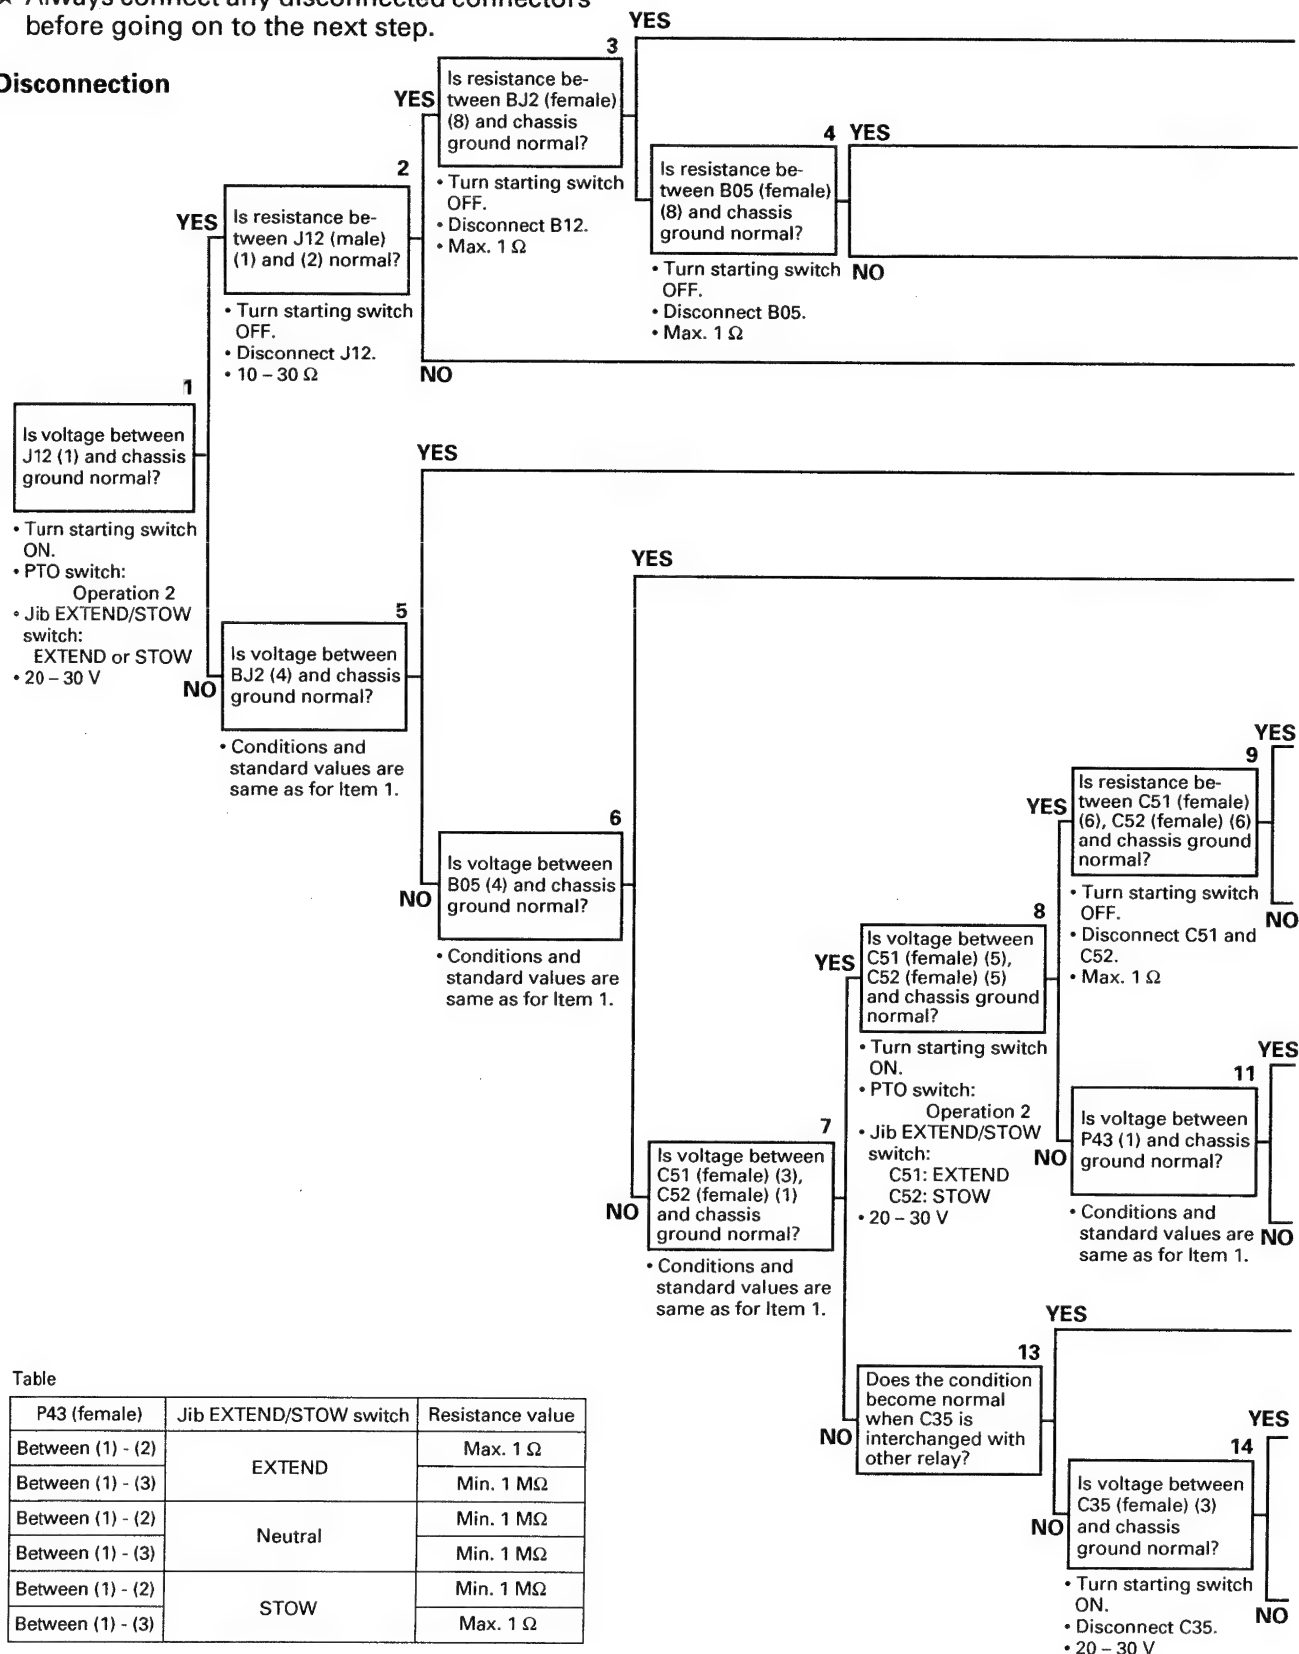 Always connect any disconnected connectors
before going on to the next step.
Disconnection
1
Is voltage between
J12 (1) and chassis
ground normal?
• Turn starting switch
ON.
• PTO switch:
Operation 2
• Jib EXTEND/STOW
switch:
EXTEND or STOW
• 20 – 30 V
YES
NO
2
Is resistance be-
tween J12 (male)
(1) and (2) normal?
• Turn starting switch
OFF.
• Disconnect J12.
• 10 – 30 Ω
YES
NO
3
Is resistance be-
tween BJ2 (female)
(8) and chassis
ground normal?
• Turn starting switch
OFF.
• Disconnect B12.
• Max. 1 Ω
YES
4
Is resistance be-
tween B05 (female)
(8) and chassis
ground normal?
• Turn starting switch
OFF.
• Disconnect B05.
• Max. 1 Ω
YES
NO
5
Is voltage between
BJ2 (4) and chassis
ground normal?
• Conditions and
standard values are
same as for Item 1.
YES
NO
6
Is voltage between
B05 (4) and chassis
ground normal?
• Conditions and
standard values are
same as for Item 1.
YES
NO
7
Is voltage between
C51 (female) (3),
C52 (female) (1)
and chassis
ground normal?
• Conditions and
standard values are
same as for Item 1.
YES
NO
8
Is voltage between
C51 (female) (5),
C52 (female) (5)
and chassis ground
normal?
• Turn starting switch
ON.
• PTO switch:
Operation 2
• Jib EXTEND/STOW
switch:
C51: EXTEND
C52: STOW
• 20 – 30 V
YES
NO
9
Is resistance be-
tween C51 (female)
(6), C52 (female) (6)
and chassis ground
normal?
• Turn starting switch
OFF.
• Disconnect C51 and
C52.
• Max. 1 Ω
YES
NO
11
Is voltage between
P43 (1) and chassis
ground normal?
• Conditions and
standard values are
same as for Item 1.
YES
NO
13
Does the condition
become normal
when C35 is
interchanged with
other relay?
YES
NO
14
Is voltage between
C35 (female) (3)
and chassis
ground normal?
• Turn starting switch
ON.
• Disconnect C35.
• 20 – 30 V
YES
NO
Table
P43 (female) Jib EXTEND/STOW switch Resistance value
Between (1) - (2) EXTEND Max. 1 Ω
Between (1) - (3) Min. 1 MΩ
Between (1) - (2) Neutral Min. 1 MΩ
Between (1) - (3) Min. 1 MΩ
Between (1) - (2) STOW Min. 1 MΩ
Between (1) - (3) Max. 1 Ω